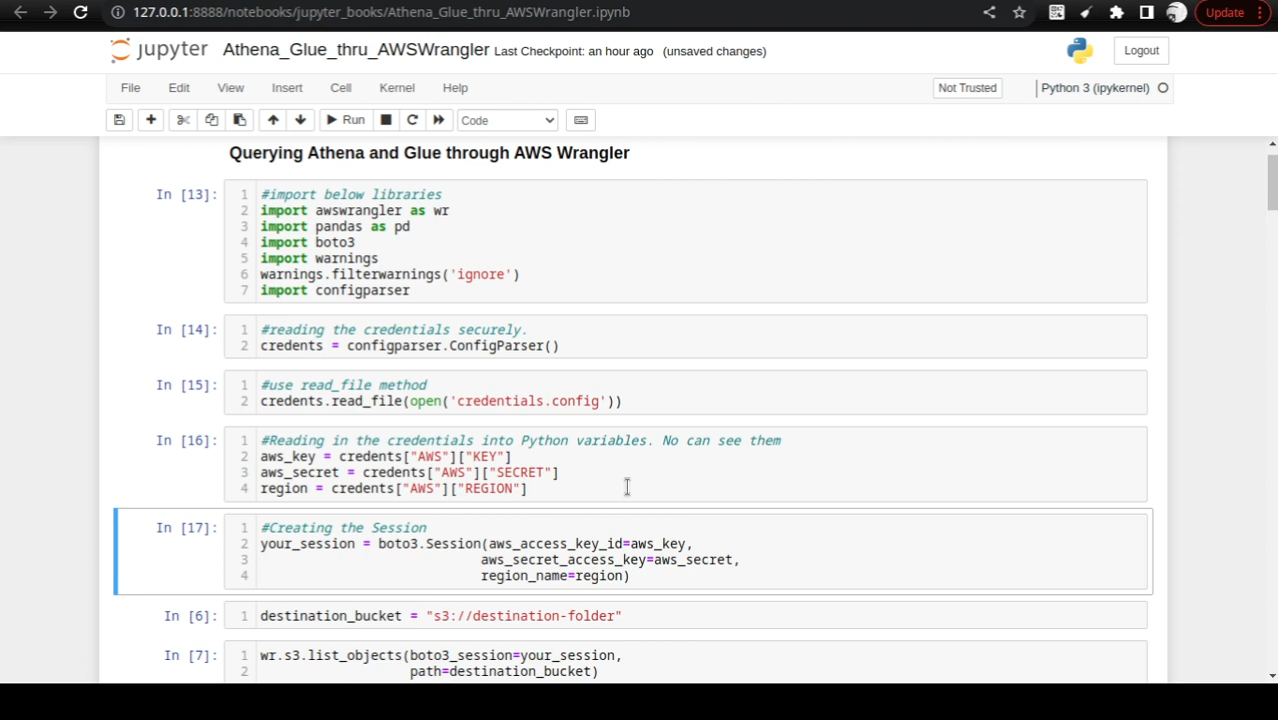 127.0.0.1:8888/notebooks/jupyter_books/Athena_Glue_thru_AWSWrangler.ipynb
Update
jupyter Athena_Glue_thru_AWSWrangler Last Checkpoint: an hour ago (unsaved changes)
Logout
File Edit View Insert Cell Kernel Help
Not Trusted
Python 3 (ipykernel)
Run
Code
Querying Athena and Glue through AWS Wrangler
In [13]:
1 #import below libraries
2 import awswrangler as wr
3 import pandas as pd
4 import boto3
5 import warnings
6 warnings.filterwarnings('ignore')
7 import configparser
In [14]:
1 #reading the credentials securely.
2 credents = configparser.ConfigParser()
In [15]:
1 #use read_file method
2 credents.read_file(open('credentials.config'))
In [16]:
1 #Reading in the credentials into Python variables. No can see them
2 aws_key = credents["AWS"]["KEY"]
3 aws_secret = credents["AWS"]["SECRET"]
4 region = credents["AWS"]["REGION"]
In [17]:
1 #Creating the Session
2 your_session = boto3.Session(aws_access_key_id=aws_key,
3 aws_secret_access_key=aws_secret,
4 region_name=region)
In [6]:
1 destination_bucket = "s3://destination-folder"
In [7]:
1 wr.s3.list_objects(boto3_session=your_session,
2 path=destination_bucket)